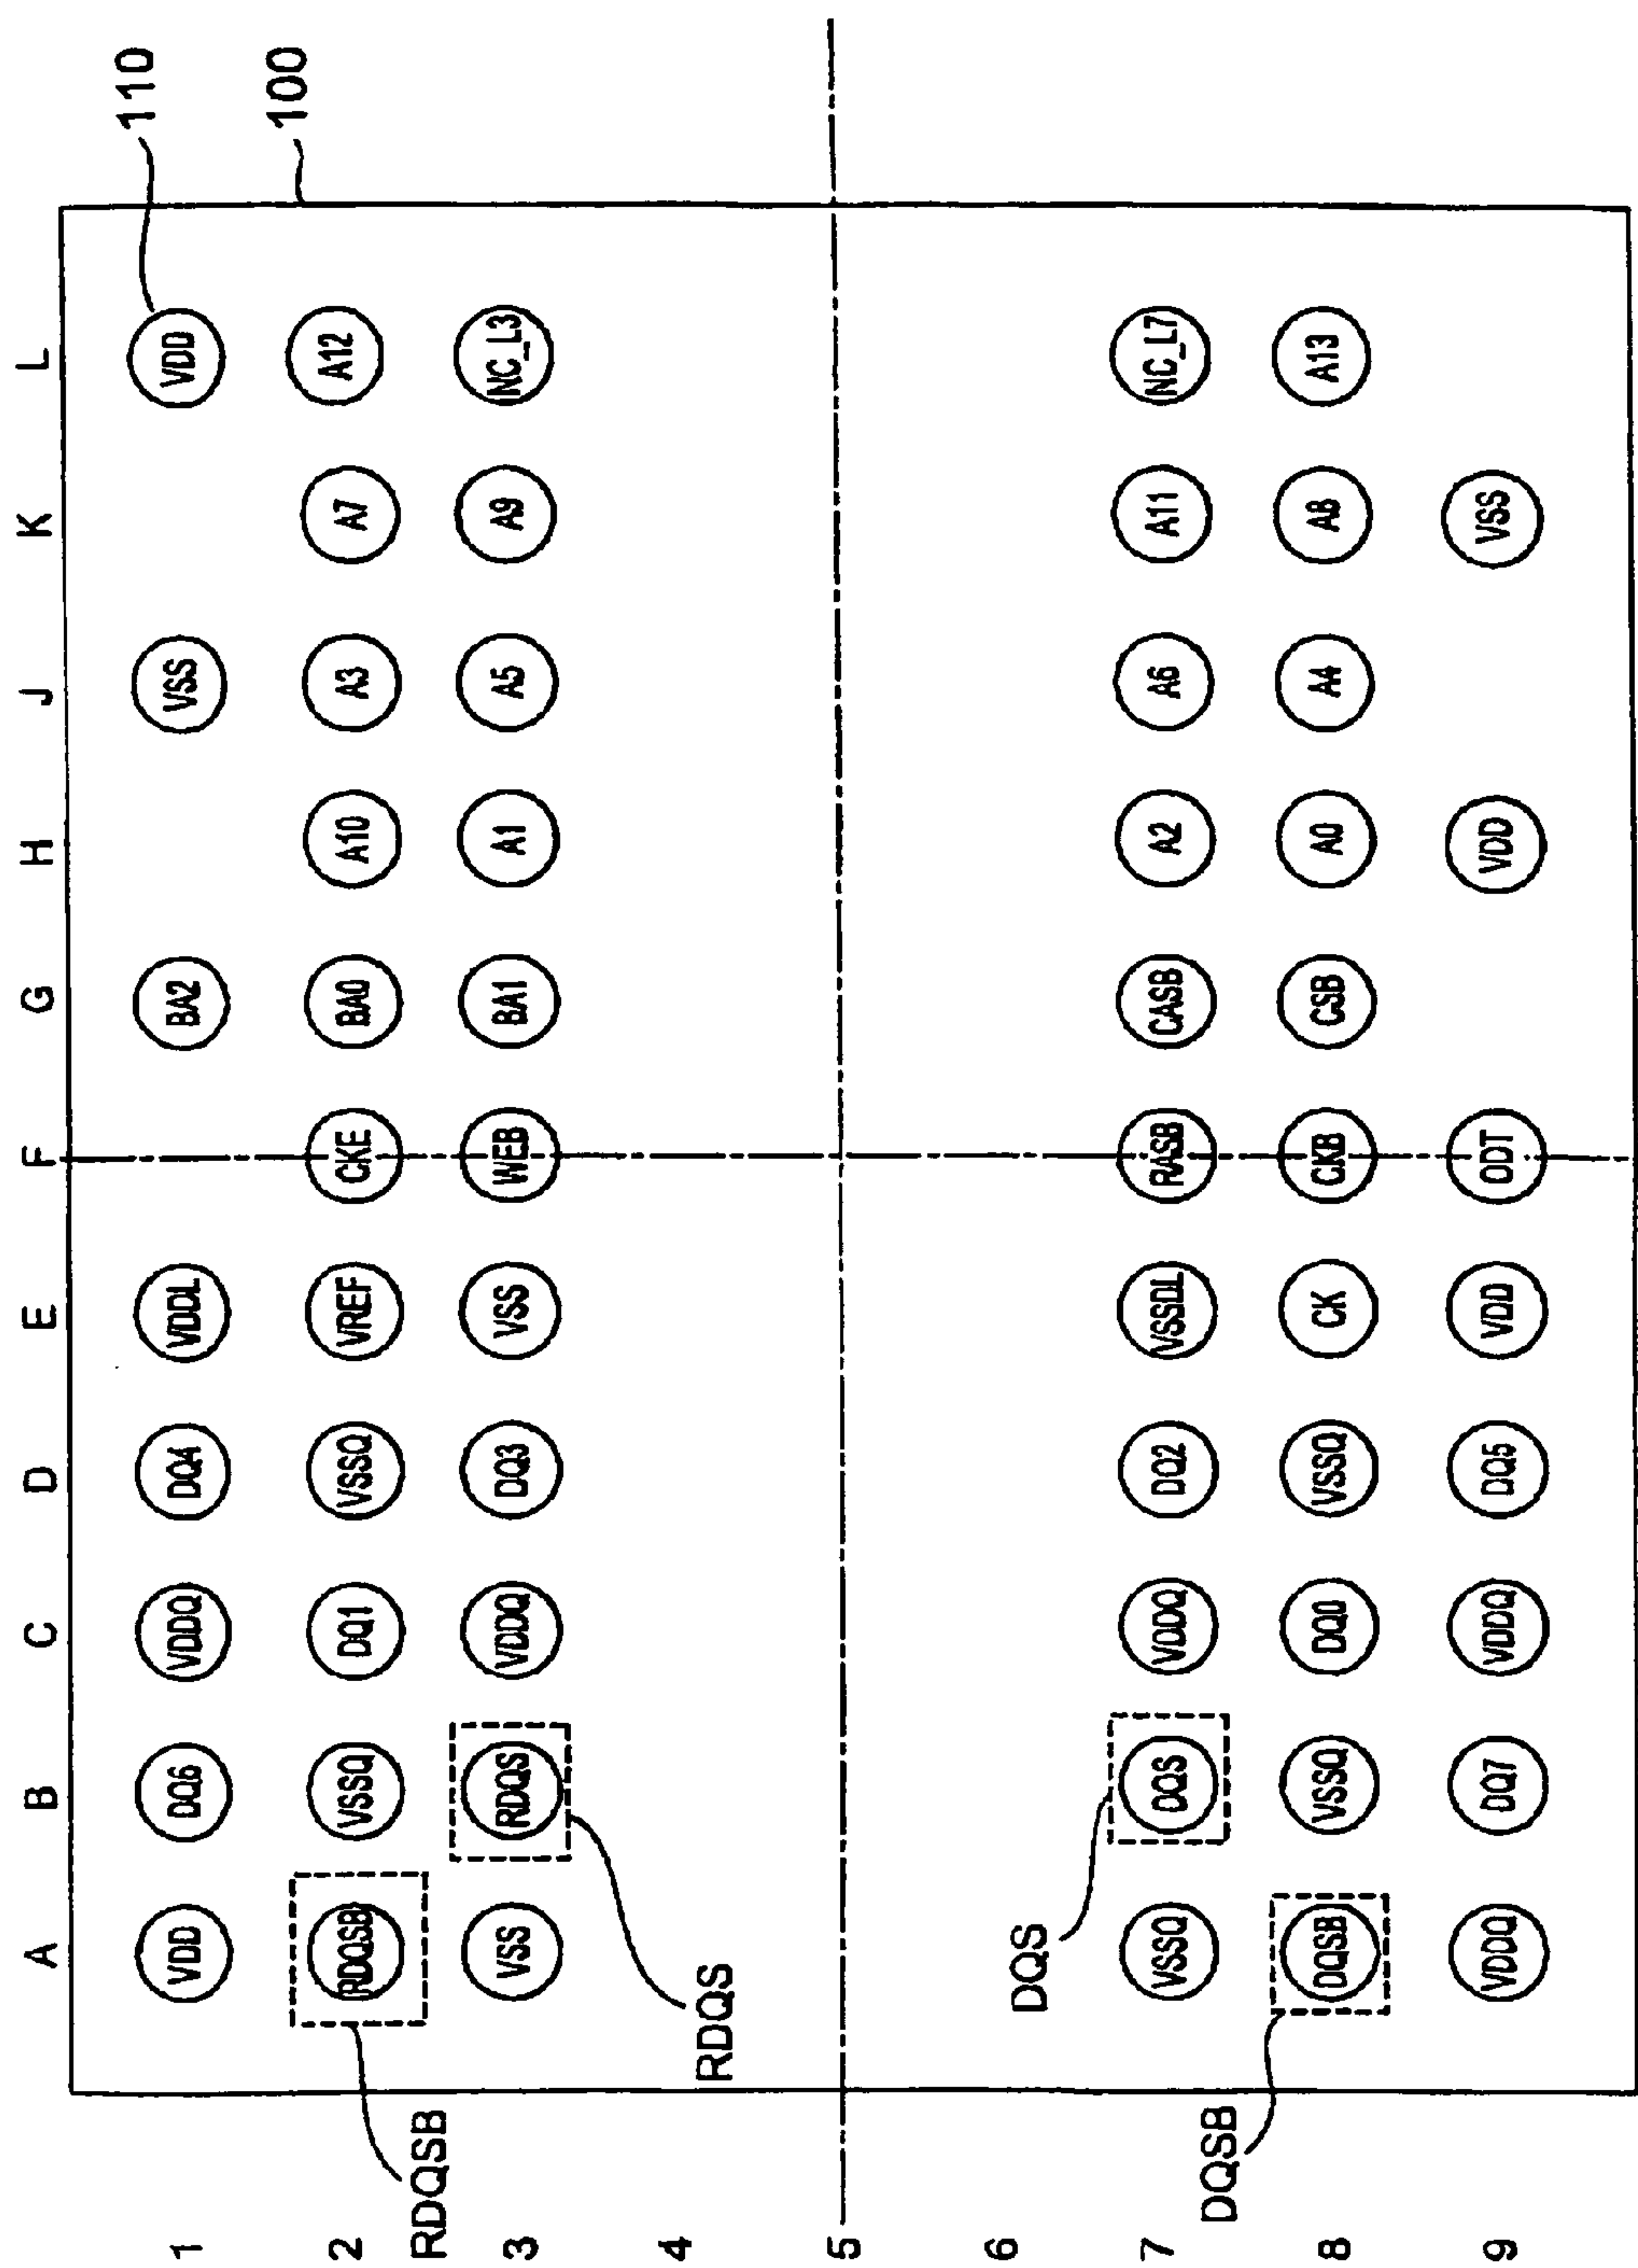 A B C D E F G H J K L
110
100
1 VDD DQ6 VDDQ DQ4 VDDL BA2 VSS VDD
2 RDQSB VSSQ DQ1 VSSQ VREF CKE BA0 A10 A3 A7 A12
RDQSB
3 VSS RDQS VDDQ DQ3 VSS WEB BA1 A1 A5 A9 NC_L3
4
RDQS
5
6
DQS
7 VSSQ DQS VDDQ DQ2 VSSDL RASB CASB A2 A6 A11 NC_L7
DQSB
8 DQSB VSSQ DQ0 VSSQ CK CKB CSB A0 A4 A8 A13
9 VDDQ DQ7 VDDQ DQ5 VDD ODT VDD VSS